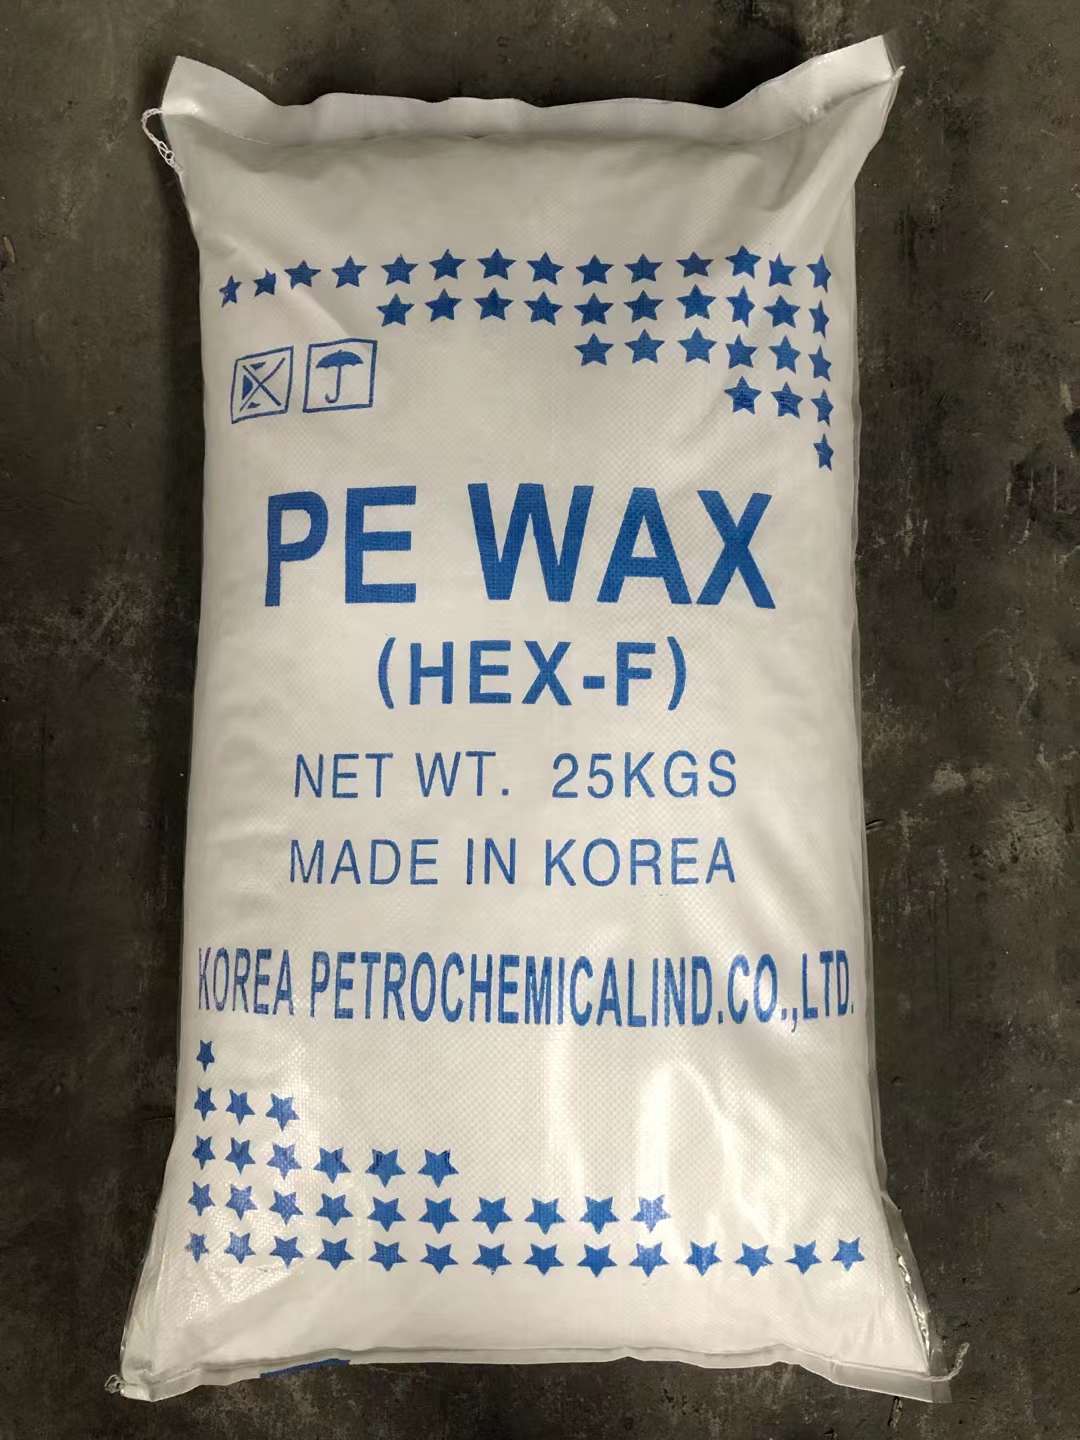 PE WAX
(HEX-F)
NET WT. 25KGS
MADE IN KOREA
KOREA PETROCHEMICALIND.CO.,LTD.